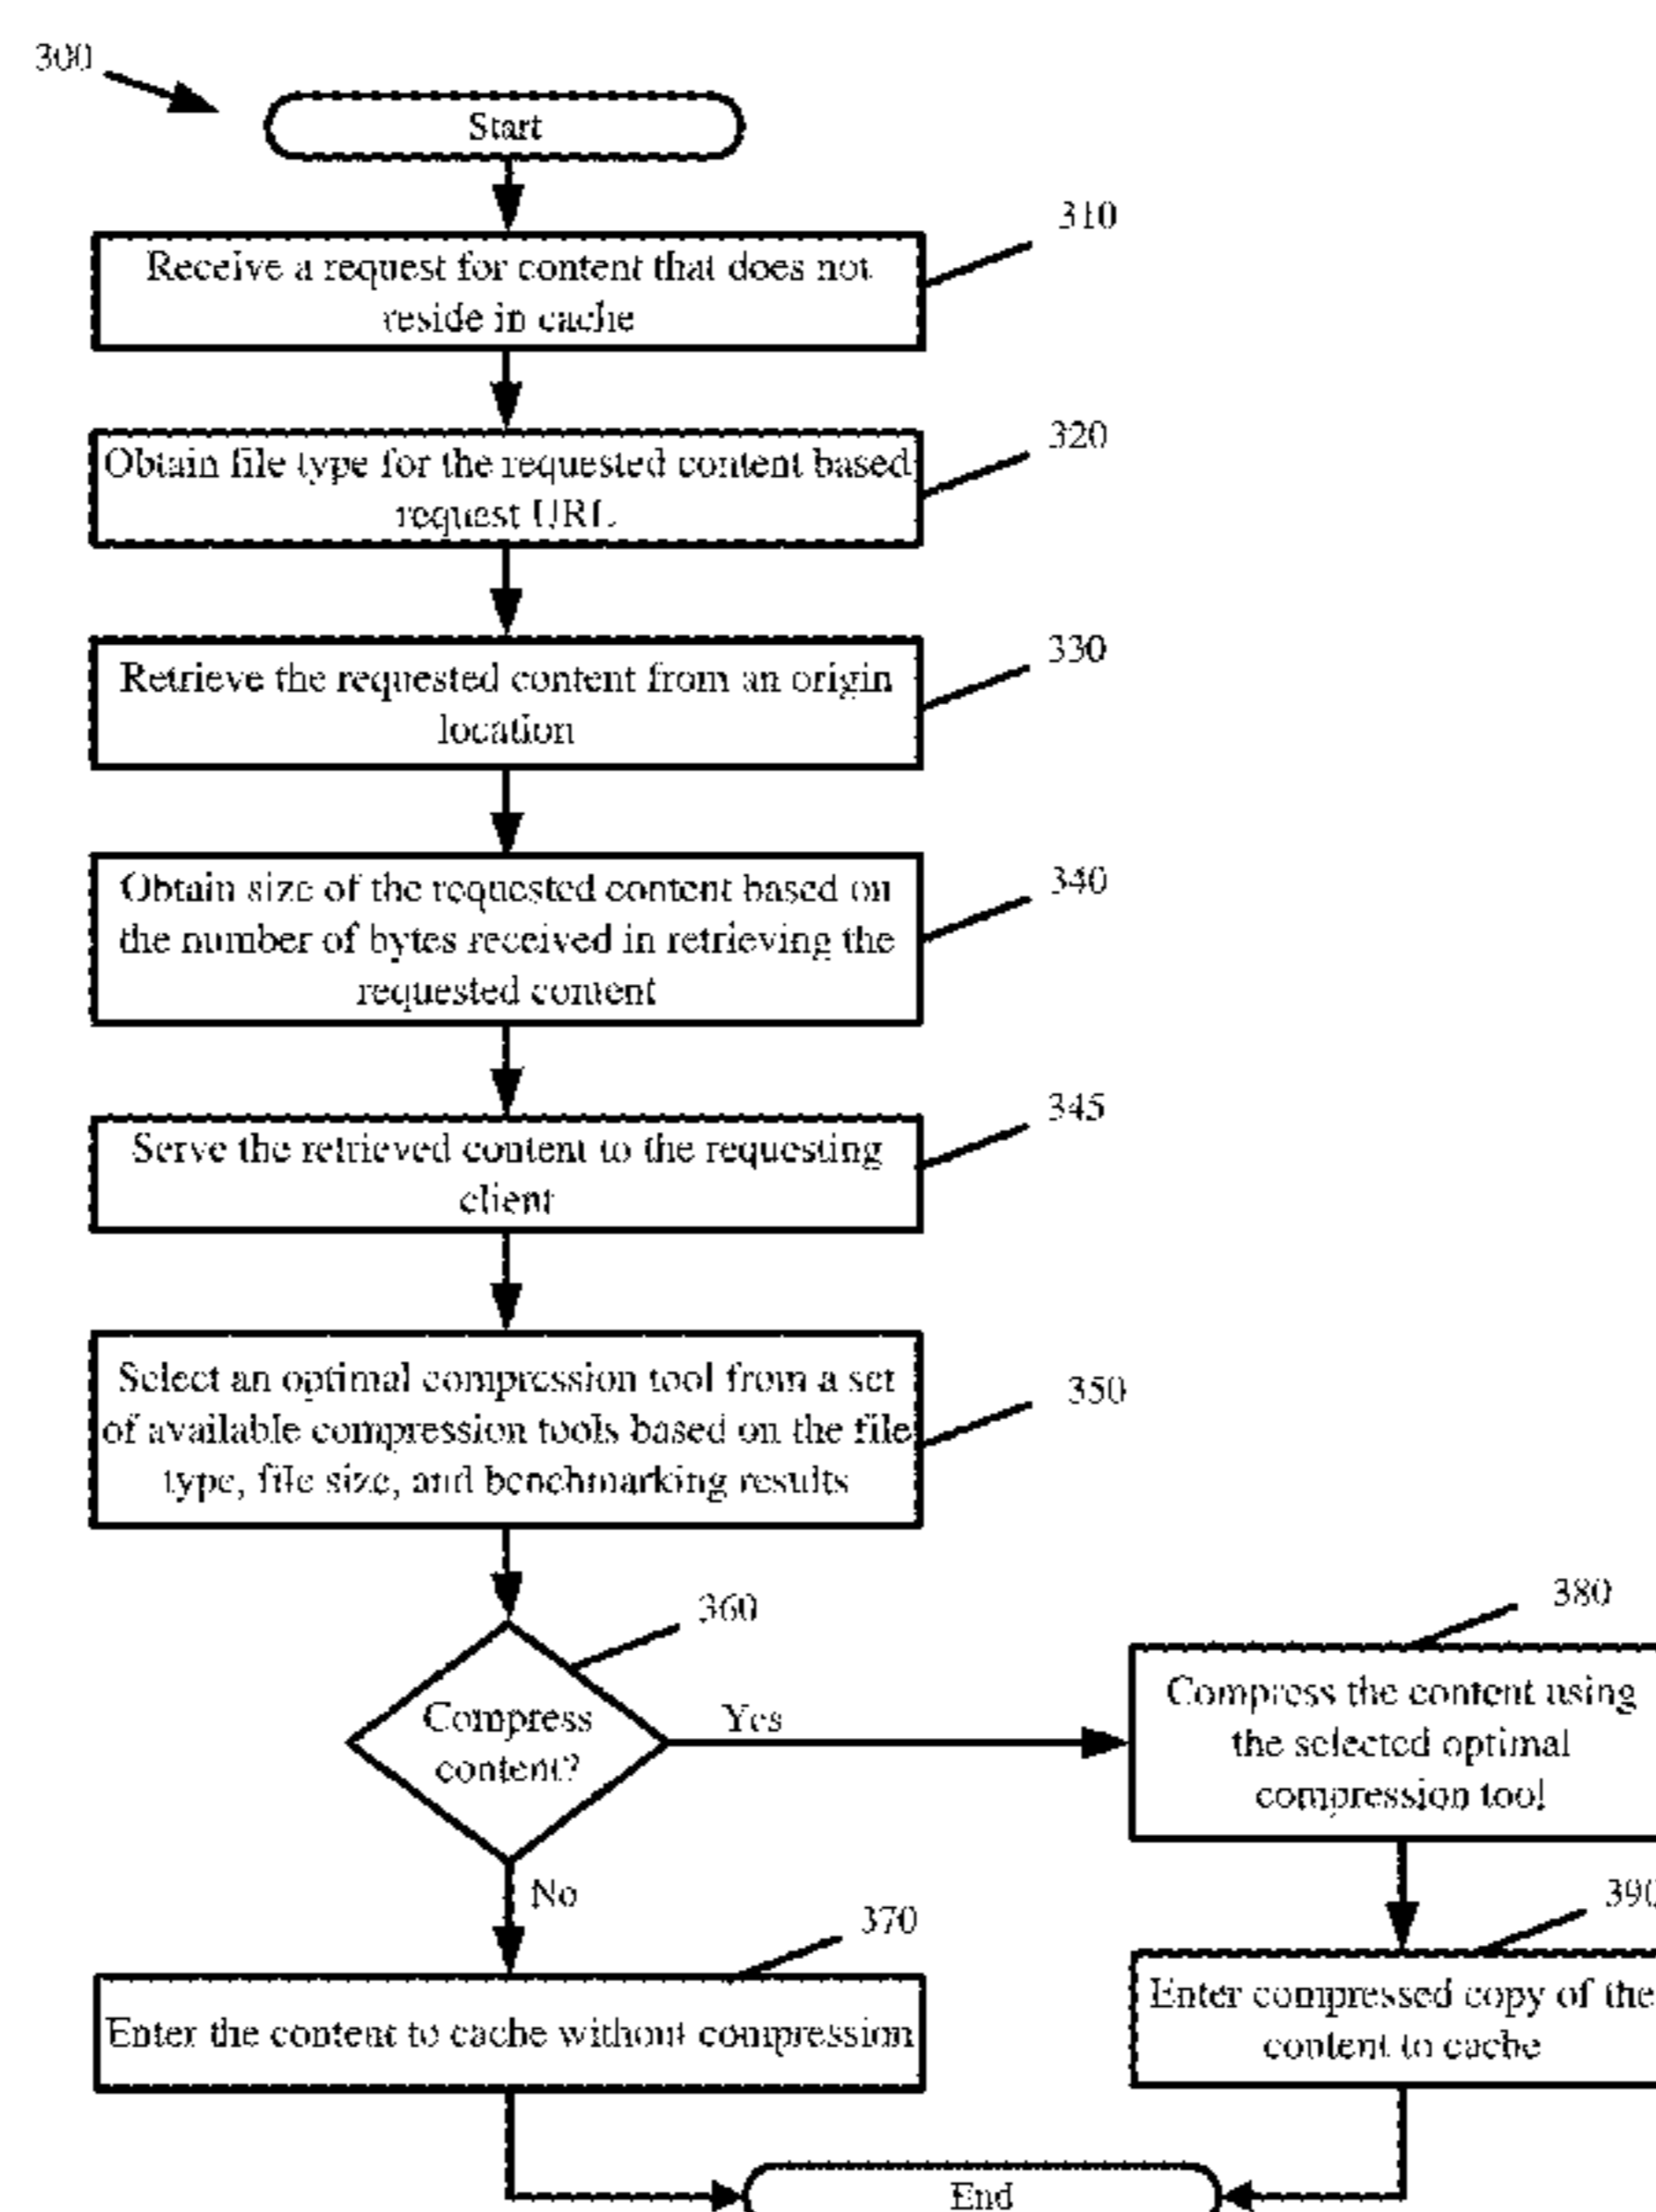 300
Start
310
Receive a request for content that does not
reside in cache
320
Obtain file type for the requested content based
request URL
330
Retrieve the requested content from an origin
location
340
Obtain size of the requested content based on
the number of bytes received in retrieving the
requested content
345
Serve the retrieved content to the requesting
client
350
Select an optimal compression tool from a set
of available compression tools based on the file
type, file size, and benchmarking results
360
Compress
content?
Yes
380
Compress the content using
the selected optimal
compression tool
No
370
Enter the content to cache without compression
390
Enter compressed copy of the
content to cache
End